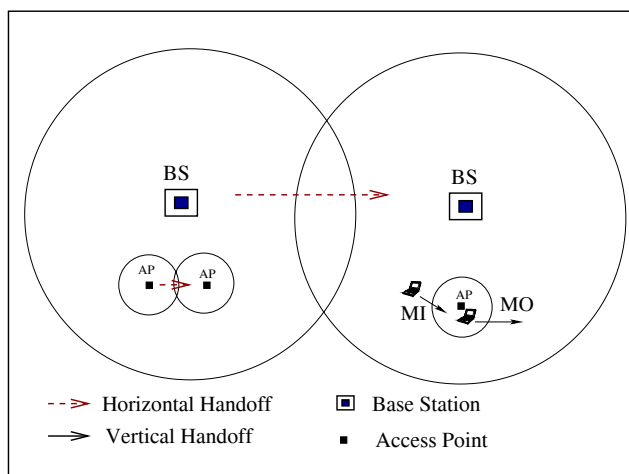 BS
BS
AP
AP
AP
MI
MO
Horizontal Handoff
Base Station
Vertical Handoff
Access Point